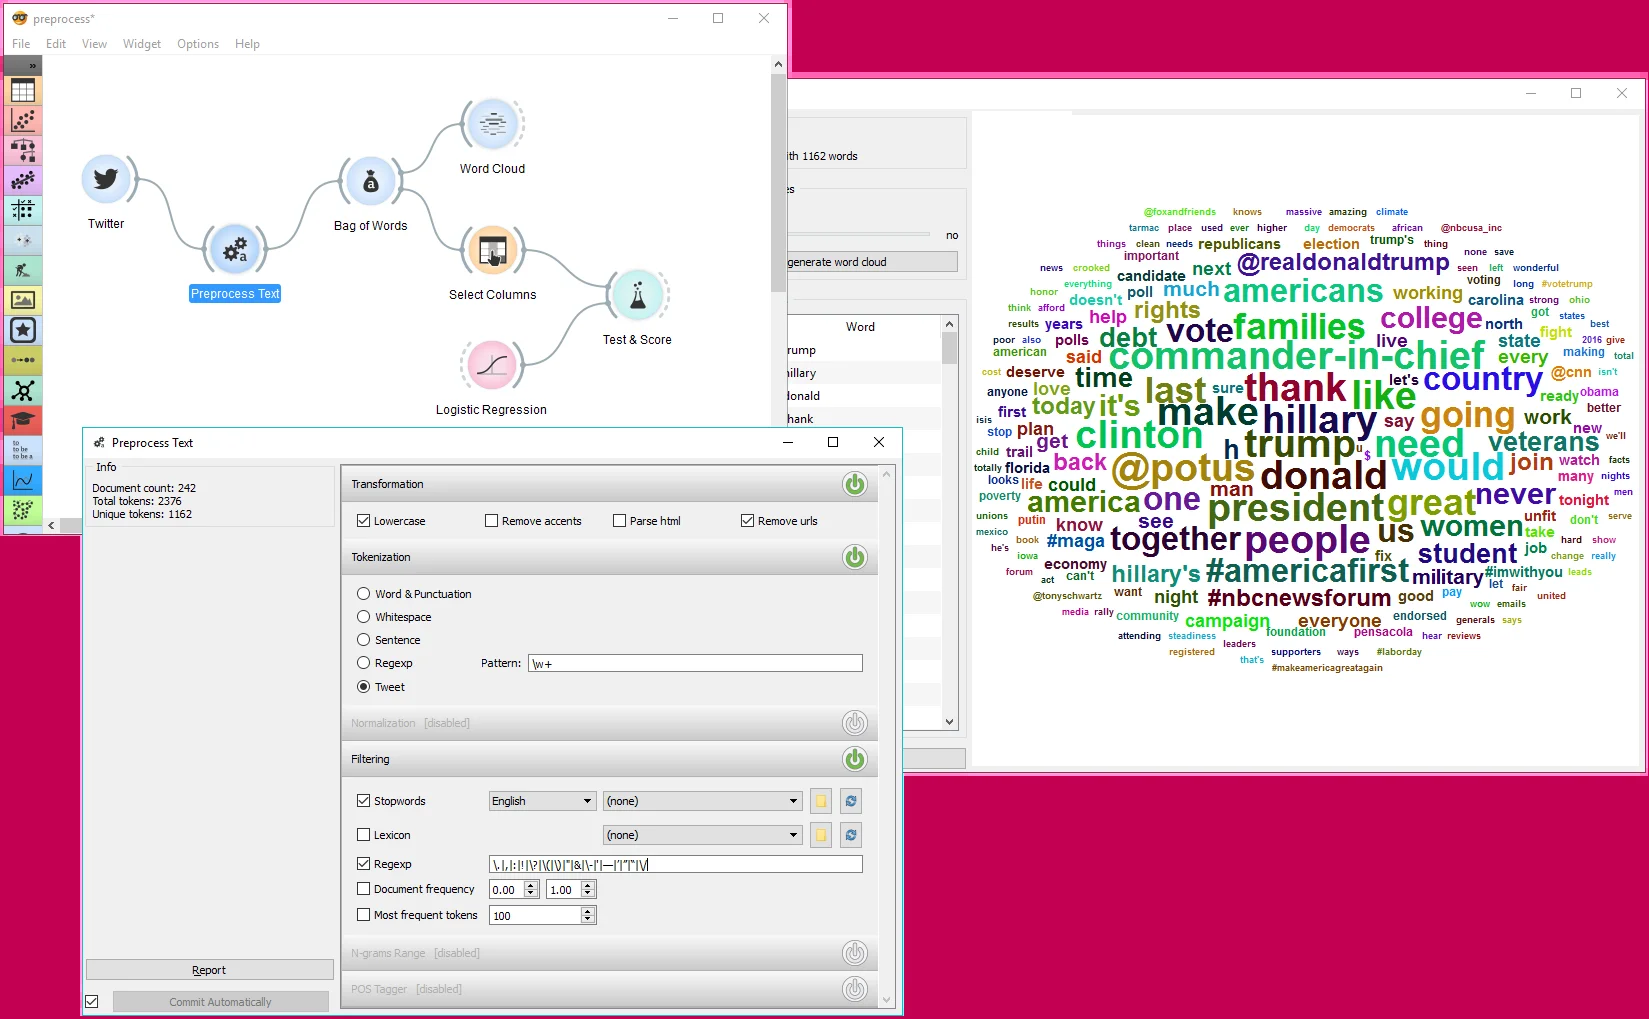 preprocess*
File Edit View Widget Options Help
»
Twitter
Preprocess Text
Bag of Words
Word Cloud
Select Columns
Logistic Regression
Test & Score
ith 1162 words
es
no
generate word cloud
Word
rump
illary
onald
hank
@foxandfriends knows massive amazing climate
tarmac place used ever higher day democrats african @nbcusa_inc
things clean needs republicans election trump's thing
important none save
next @realdonaldtrump seen left wonderful
news crooked candidate voting
everything much americans working long #votetrump
honor doesn't poll carolina strong ohio
think afford help rights college got states
results years vote families north best
poor also polls debt live state fight 2016 give
american said commander-in-chief every making total
cost deserve time last sure thank like let's country @cnn isn't
anyone love ready obama
first today it's make hillary say going work better
isis
stop plan clinton h trump u $ need veterans new we'll
child trail get
totally florida back @potus donald would join watch facts
looks life could man many nights
poverty america one president great never tonight men
unions putin know see us women unfit don't serve
mexico book #maga together people take hard show
he's iowa economy fix student job change really
forum act can't hillary's #americafirst military #imwithyou leads
@tonyschwartz want night #nbcnewsforum good pay let fair united
media rally community campaign everyone endorsed wow emails
generals says
attending steadiness foundation pensacola hear reviews
registered leaders supporters ways #laborday
that's #makeamericagreatagain
Preprocess Text
Info
Document count: 242
Total tokens: 2376
Unique tokens: 1162
Transformation
Lowercase Remove accents Parse html Remove urls
Tokenization
Word & Punctuation
Whitespace
Sentence
Regexp Pattern: \w+
Tweet
Normalization [disabled]
Filtering
Stopwords English (none)
Lexicon (none)
Regexp
Document frequency 0.00 1.00
Most frequent tokens 100
N-grams Range [disabled]
POS Tagger [disabled]
Report
Commit Automatically